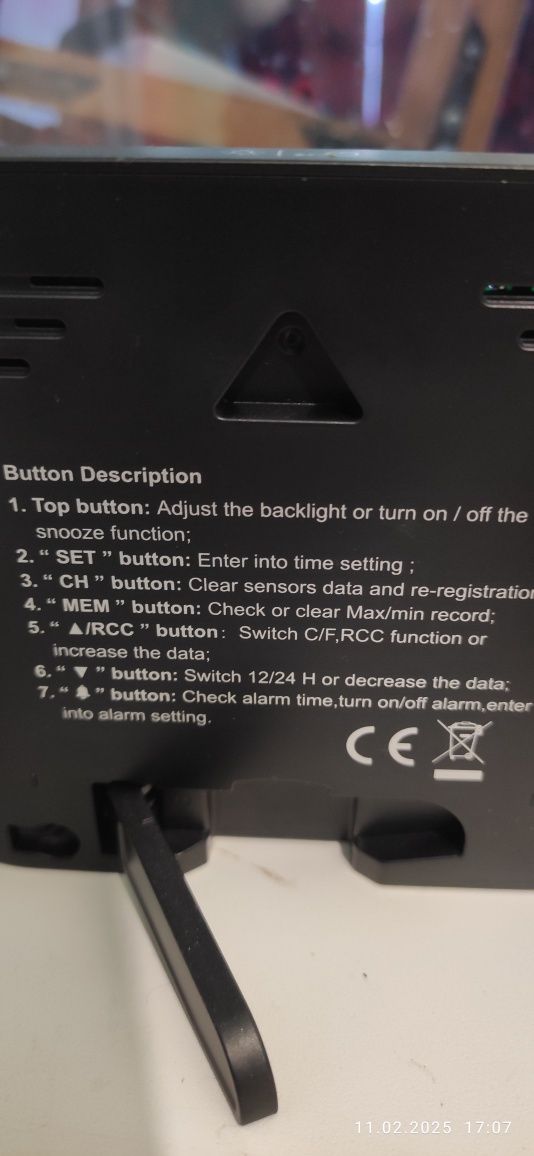 Button Description
1. Top button: Adjust the backlight or turn on / off the
snooze function;
2. “ SET ” button: Enter into time setting ;
3. “ CH ” button: Clear sensors data and re-registration
4. “ MEM ” button: Check or clear Max/min record;
5. “ ▲/RCC ” button: Switch C/F,RCC function or
increase the data;
6. “ ▼ ” button: Switch 12/24 H or decrease the data;
7. “ 🔔 ” button: Check alarm time,turn on/off alarm,enter
into alarm setting.
CE
11.02.2025 17:07